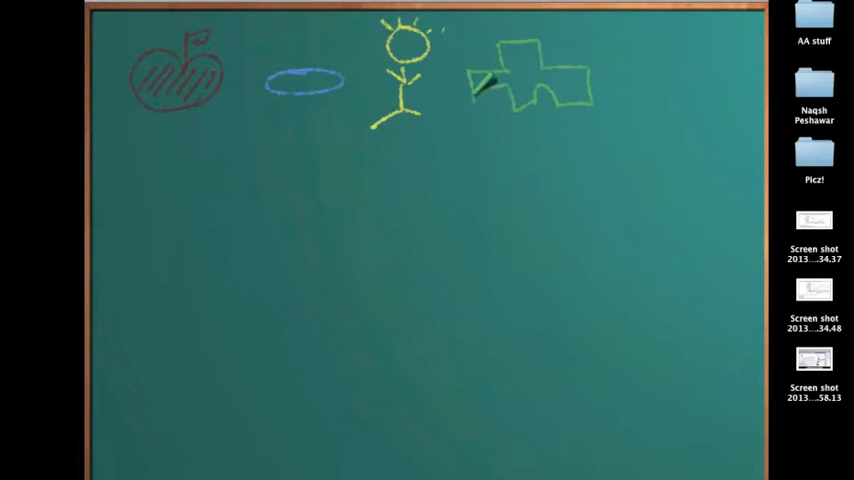 AA stuff
Naqsh
Peshawar
Picz!
Screen shot
2013....34.37
Screen shot
2013....34.48
Screen shot
2013....58.13